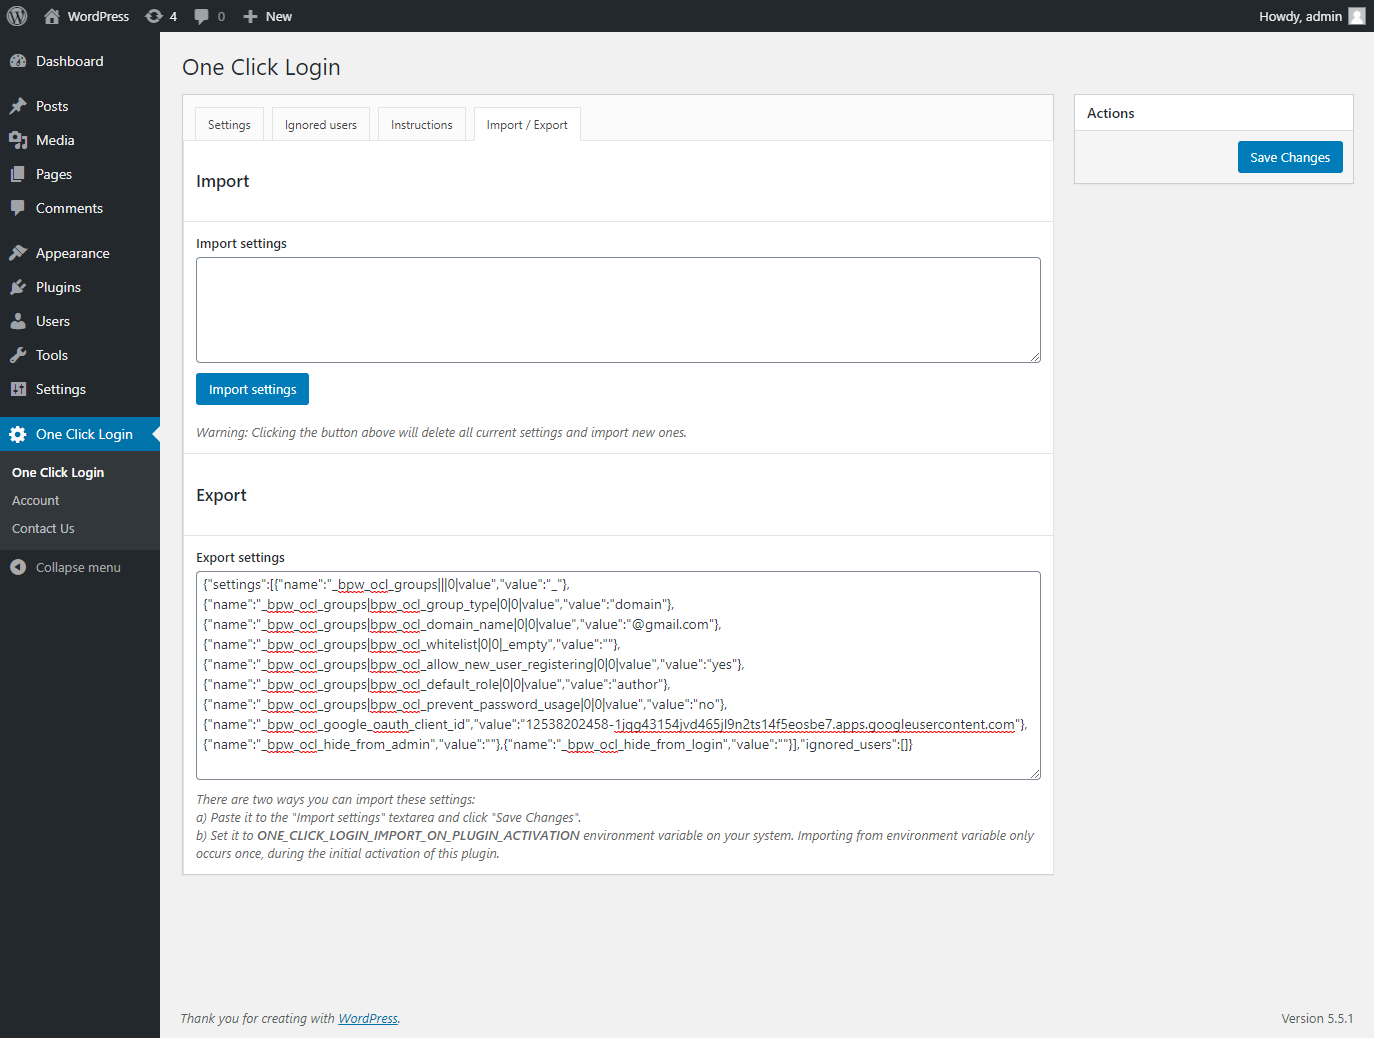 WordPress 4 0 New Howdy, admin
Dashboard
Posts
Media
Pages
Comments
Appearance
Plugins
Users
Tools
Settings
One Click Login
One Click Login
Account
Contact Us
Collapse menu
One Click Login
Settings Ignored users Instructions Import / Export
Import
Import settings
Import settings
Warning: Clicking the button above will delete all current settings and import new ones.
Export
Export settings
{"settings":[{"name":"_bpw_ocl_groups|||0|value","value":"_"},
{"name":"_bpw_ocl_groups|bpw_ocl_group_type|0|0|value","value":"domain"},
{"name":"_bpw_ocl_groups|bpw_ocl_domain_name|0|0|value","value":"@gmail.com"},
{"name":"_bpw_ocl_groups|bpw_ocl_whitelist|0|0|_empty","value":""},
{"name":"_bpw_ocl_groups|bpw_ocl_allow_new_user_registering|0|0|value","value":"yes"},
{"name":"_bpw_ocl_groups|bpw_ocl_default_role|0|0|value","value":"author"},
{"name":"_bpw_ocl_groups|bpw_ocl_prevent_password_usage|0|0|value","value":"no"},
{"name":"_bpw_ocl_google_oauth_client_id","value":"12538202458-1jqg43154jvd465jl9n2ts14f5eosbe7.apps.googleusercontent.com"},
{"name":"_bpw_ocl_hide_from_admin","value":""},{"name":"_bpw_ocl_hide_from_login","value":""}],"ignored_users":[]}
There are two ways you can import these settings:
a) Paste it to the "Import settings" textarea and click "Save Changes".
b) Set it to ONE_CLICK_LOGIN_IMPORT_ON_PLUGIN_ACTIVATION environment variable on your system. Importing from environment variable only
occurs once, during the initial activation of this plugin.
Actions
Save Changes
Thank you for creating with WordPress.
Version 5.5.1